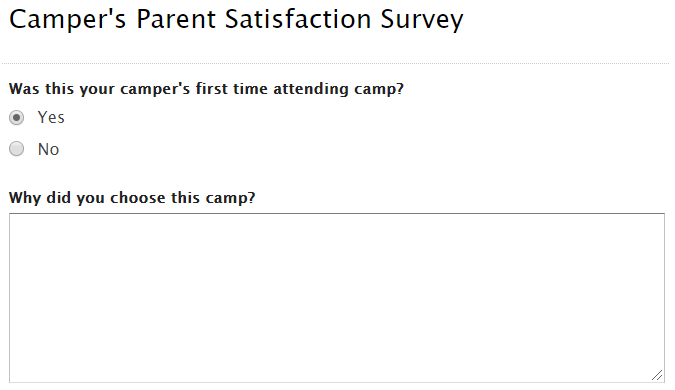 Camper's Parent Satisfaction Survey
Was this your camper's first time attending camp?
Yes
No
Why did you choose this camp?